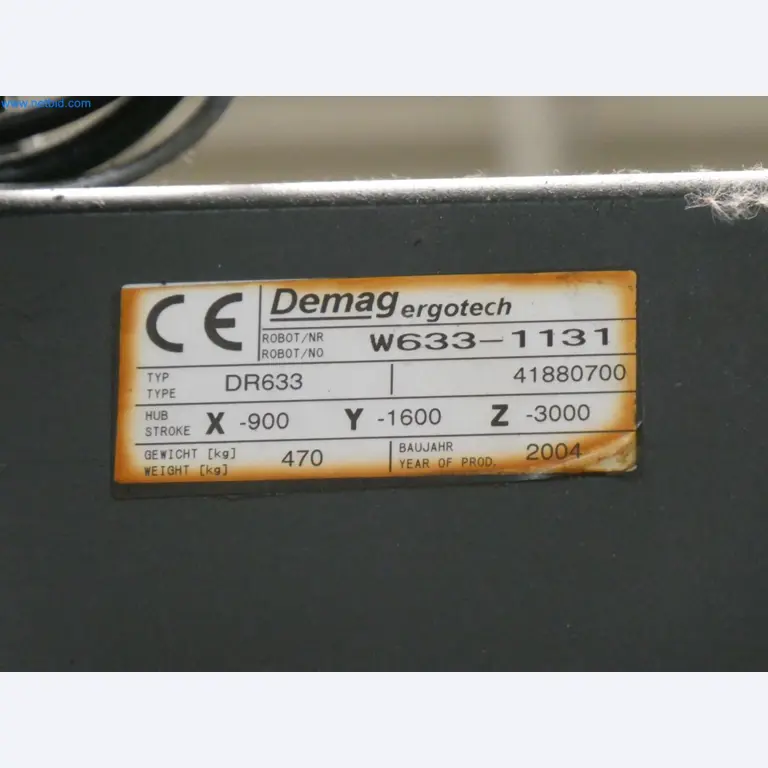 www.netbid.com
CE Demag ergotech
ROBOT/NR
ROBOT/NO W633-1131
TYP
TYPE DR633 41880700
HUB
STROKE X -900 Y -1600 Z -3000
GEWICHT [kg]
WEIGHT [kg] 470
BAUJAHR
YEAR OF PROD. 2004